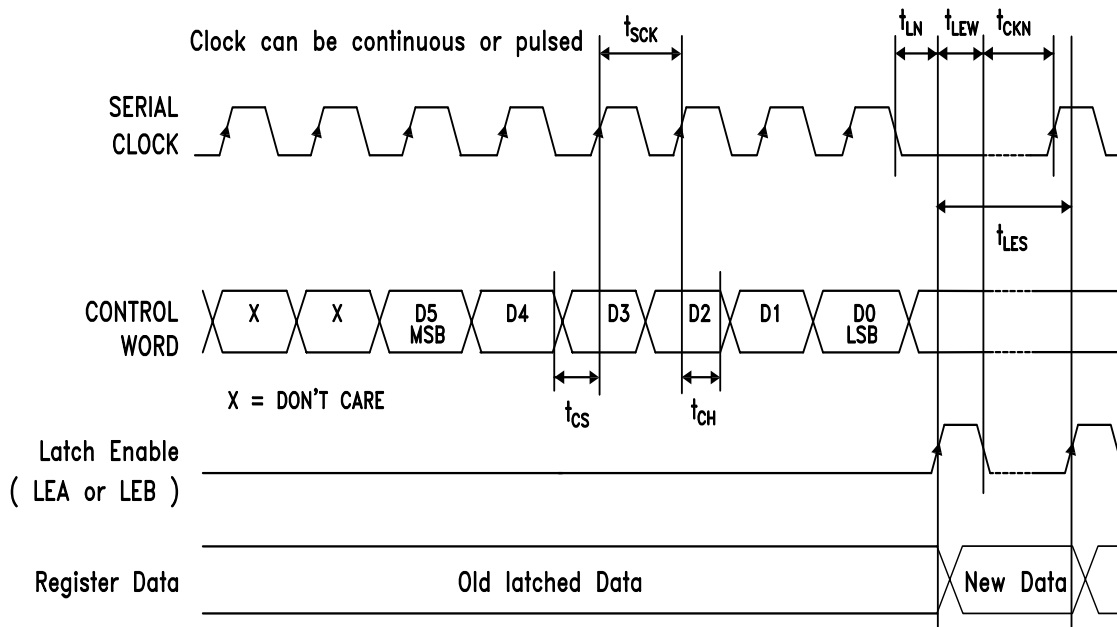 Clock can be continuous or pulsed
tSCK
tLN
tLEW
tCKN
SERIAL
CLOCK
tLES
CONTROL
WORD
X
X
D5
MSB
D4
D3
D2
D1
D0
LSB
X = DON'T CARE
tCS
tCH
Latch Enable
( LEA or LEB )
Register Data
Old latched Data
New Data